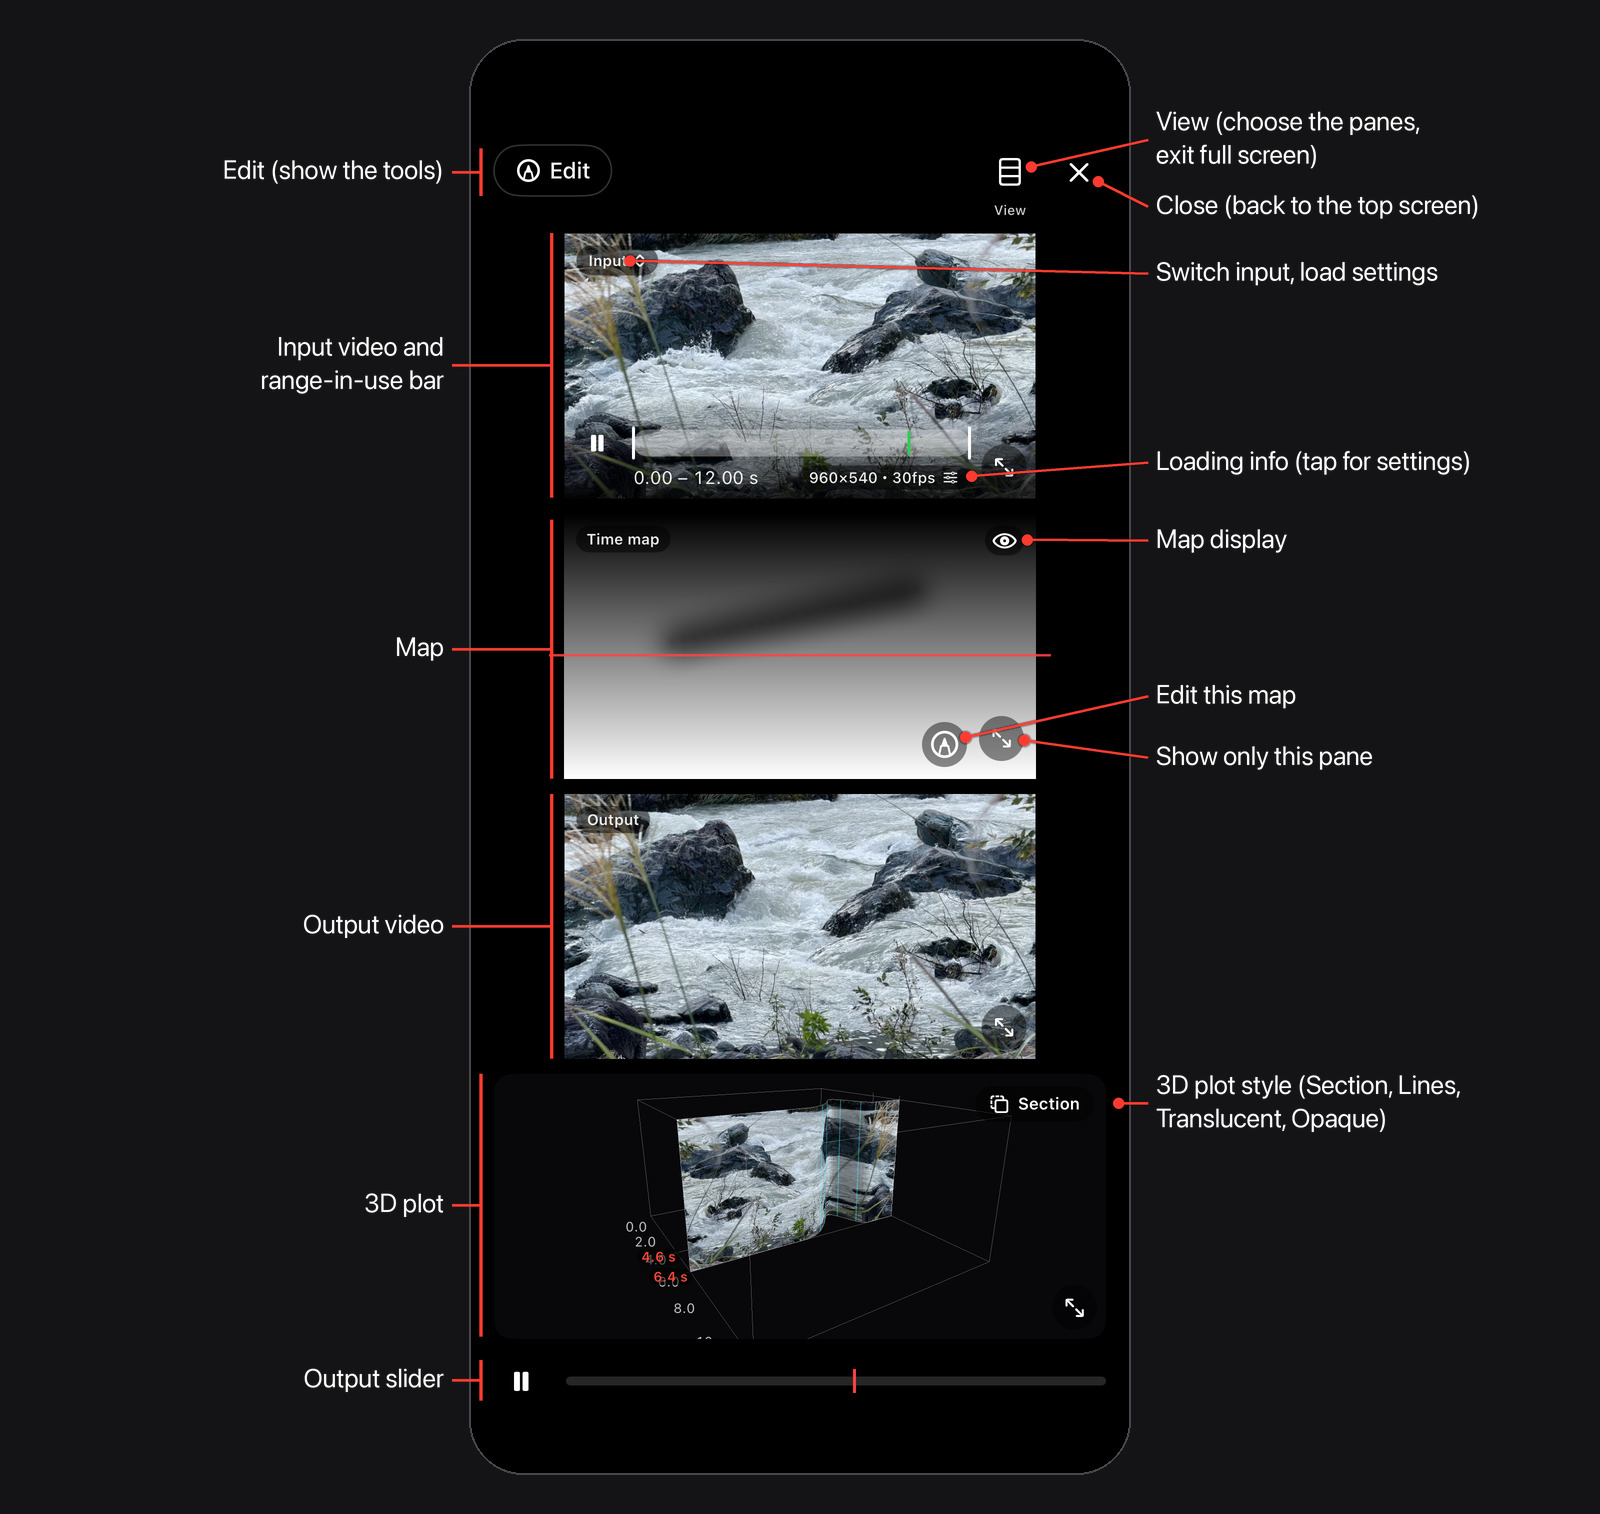 View (choose the panes,
exit full screen)
Edit (show the tools)
Edit
View
Close (back to the top screen)
Input
Switch input, load settings
Input video and
range-in-use bar
0.00 – 12.00 s
960×540 • 30fps
Loading info (tap for settings)
Time map
Map display
Map
Edit this map
Show only this pane
Output
Output video
Section
3D plot style (Section, Lines,
Translucent, Opaque)
3D plot
0.0
2.0
4.6 s
6.4 s
8.0
Output slider